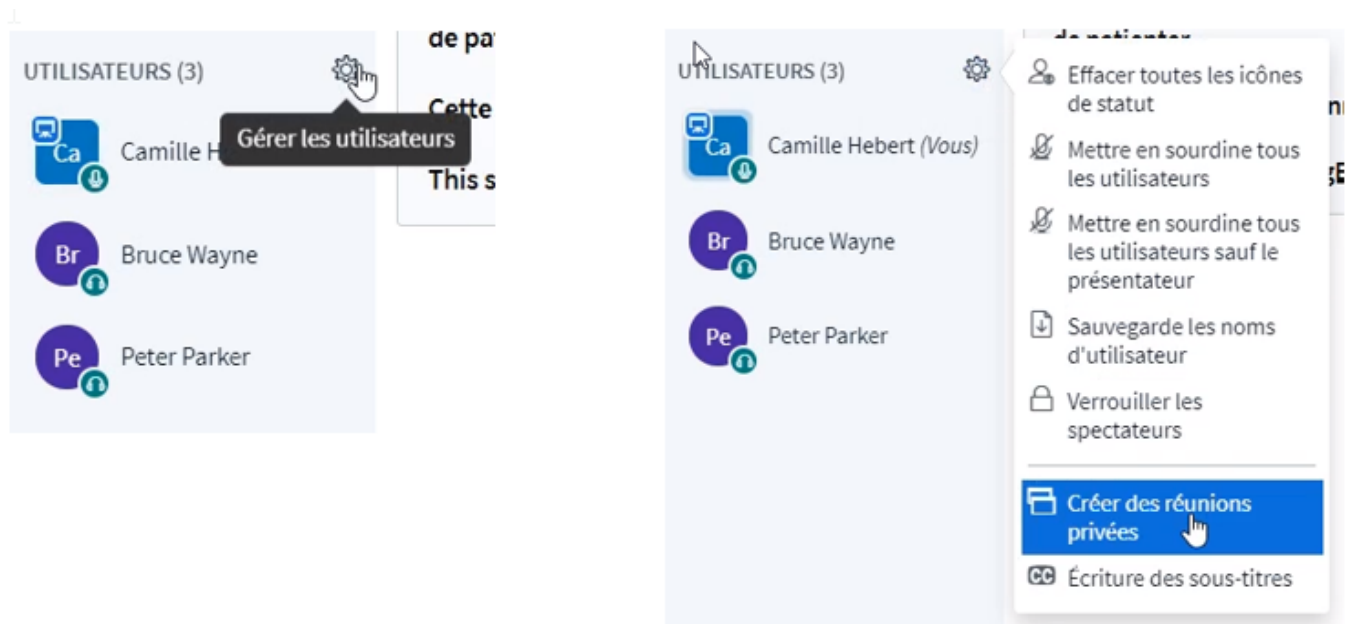 de pa
UTILISATEURS (3)
Cette
Gérer les utilisateurs
Ca
Camille H
This s
Br
Bruce Wayne
Pe
Peter Parker
de patienter
UTILISATEURS (3)
Ca
Camille Hebert (Vous)
Br
Bruce Wayne
Pe
Peter Parker
Effacer toutes les icônes
de statut
Mettre en sourdine tous
les utilisateurs
Mettre en sourdine tous
les utilisateurs sauf le
présentateur
Sauvegarde les noms
d'utilisateur
Verrouiller les
spectateurs
Créer des réunions
privées
CC Écriture des sous-titres